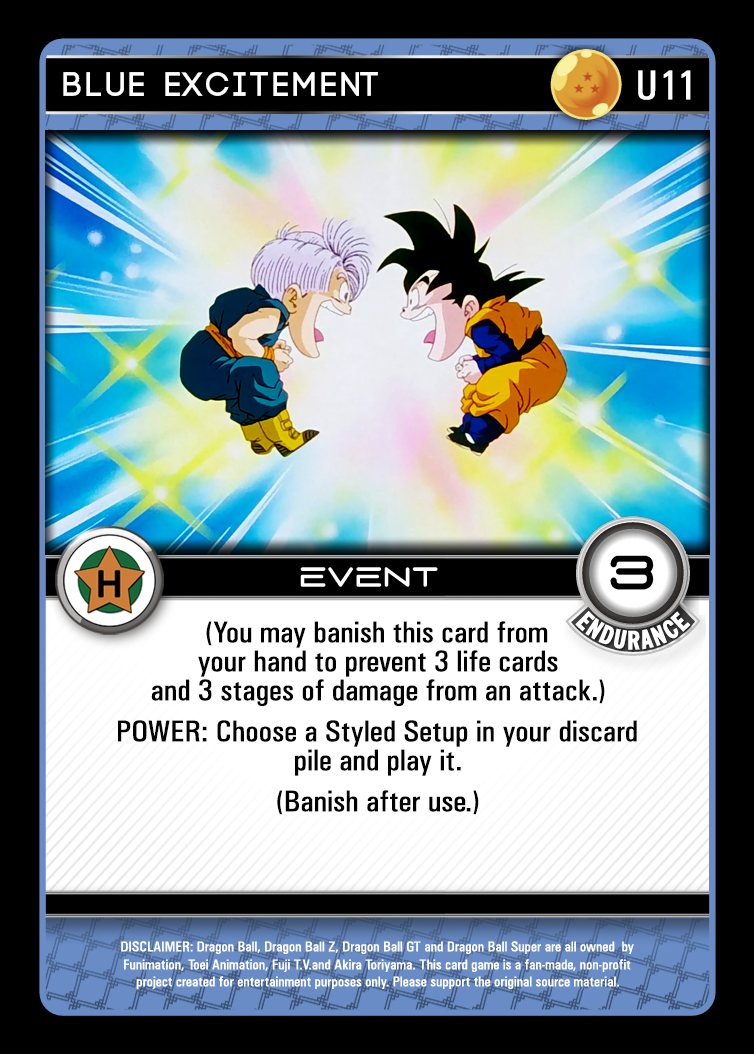 BLUE EXCITEMENT
U11
H
EVENT
3
ENDURANCE
(You may banish this card from
your hand to prevent 3 life cards
and 3 stages of damage from an attack.)
POWER: Choose a Styled Setup in your discard
pile and play it.
(Banish after use.)
DISCLAIMER: Dragon Ball, Dragon Ball Z, Dragon Ball GT and Dragon Ball Super are all owned by
Funimation, Toei Animation, Fuji T.V.and Akira Toriyama. This card game is a fan-made, non-profit
project created for entertainment purposes only. Please support the original source material.